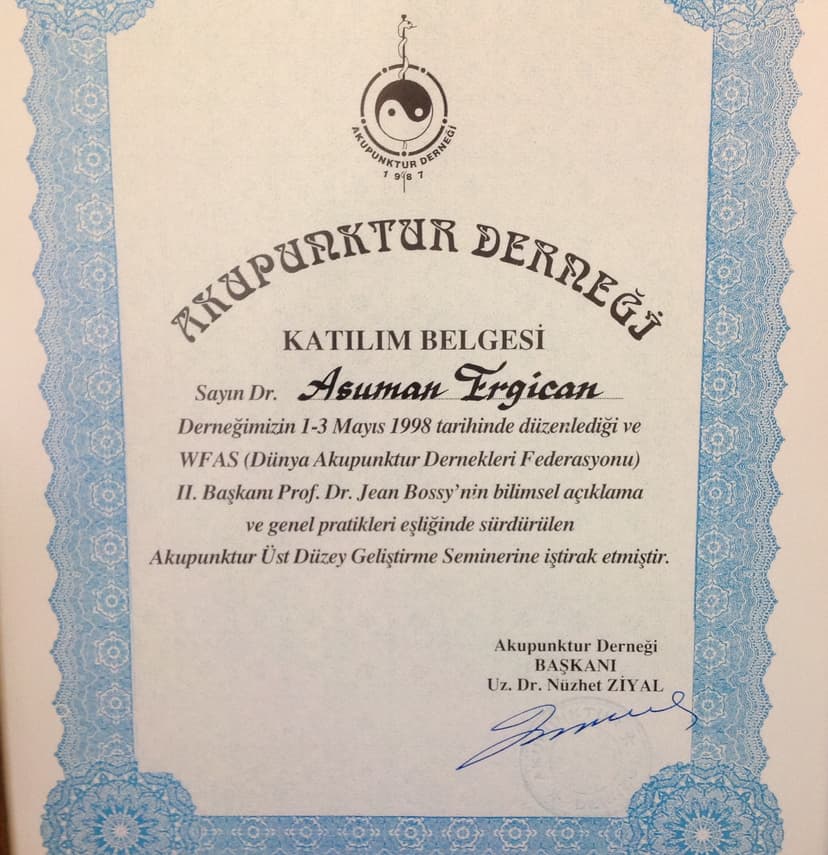 AKUPUNKTUR DERNEĞİ
1987
AKUPUNKTUR DERNEĞİ
KATILIM BELGESİ
Sayın Dr. Asuman Ergican
Derneğimizin 1-3 Mayıs 1998 tarihinde düzenlediği ve
WFAS (Dünya Akupunktur Dernekleri Federasyonu)
II. Başkanı Prof. Dr. Jean Bossy'nin bilimsel açıklama
ve genel pratikleri eşliğinde sürdürülen
Akupunktur Üst Düzey Geliştirme Seminerine iştirak etmiştir.
Akupunktur Derneği
BAŞKANI
Uz. Dr. Nüzhet ZİYAL